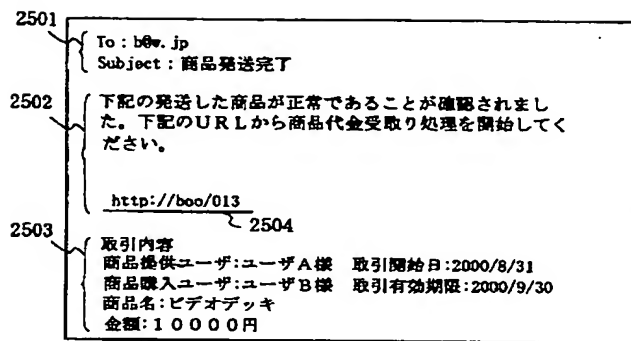 2501
To:b@w.jp
Subject:商品発送完了
2502
下記の発送した商品が正常であることが確認されまし
た。下記のURLから商品代金受取り処理を開始してく
ださい。
http://boo/013
2504
2503
取引内容
商品提供ユーザ:ユーザA様 取引開始日:2000/8/31
商品購入ユーザ:ユーザB様 取引有効期限:2000/9/30
商品名:ビデオデッキ
金額:10000円